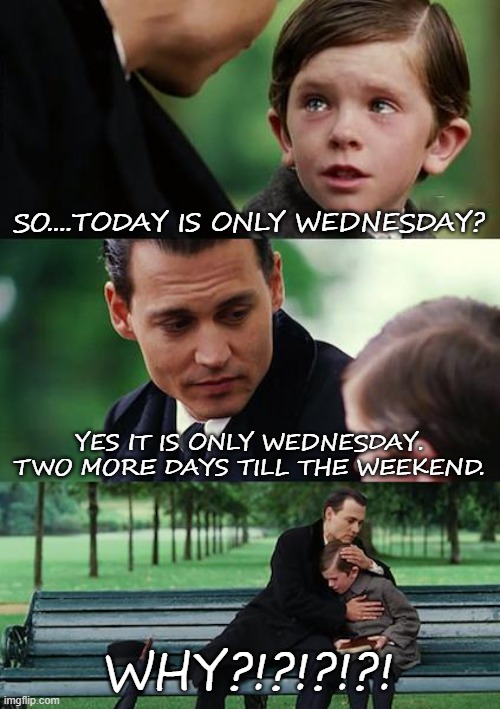 SO....TODAY IS ONLY WEDNESDAY?
YES IT IS ONLY WEDNESDAY.
TWO MORE DAYS TILL THE WEEKEND.
WHY?!?!?!?!
imgflip.com